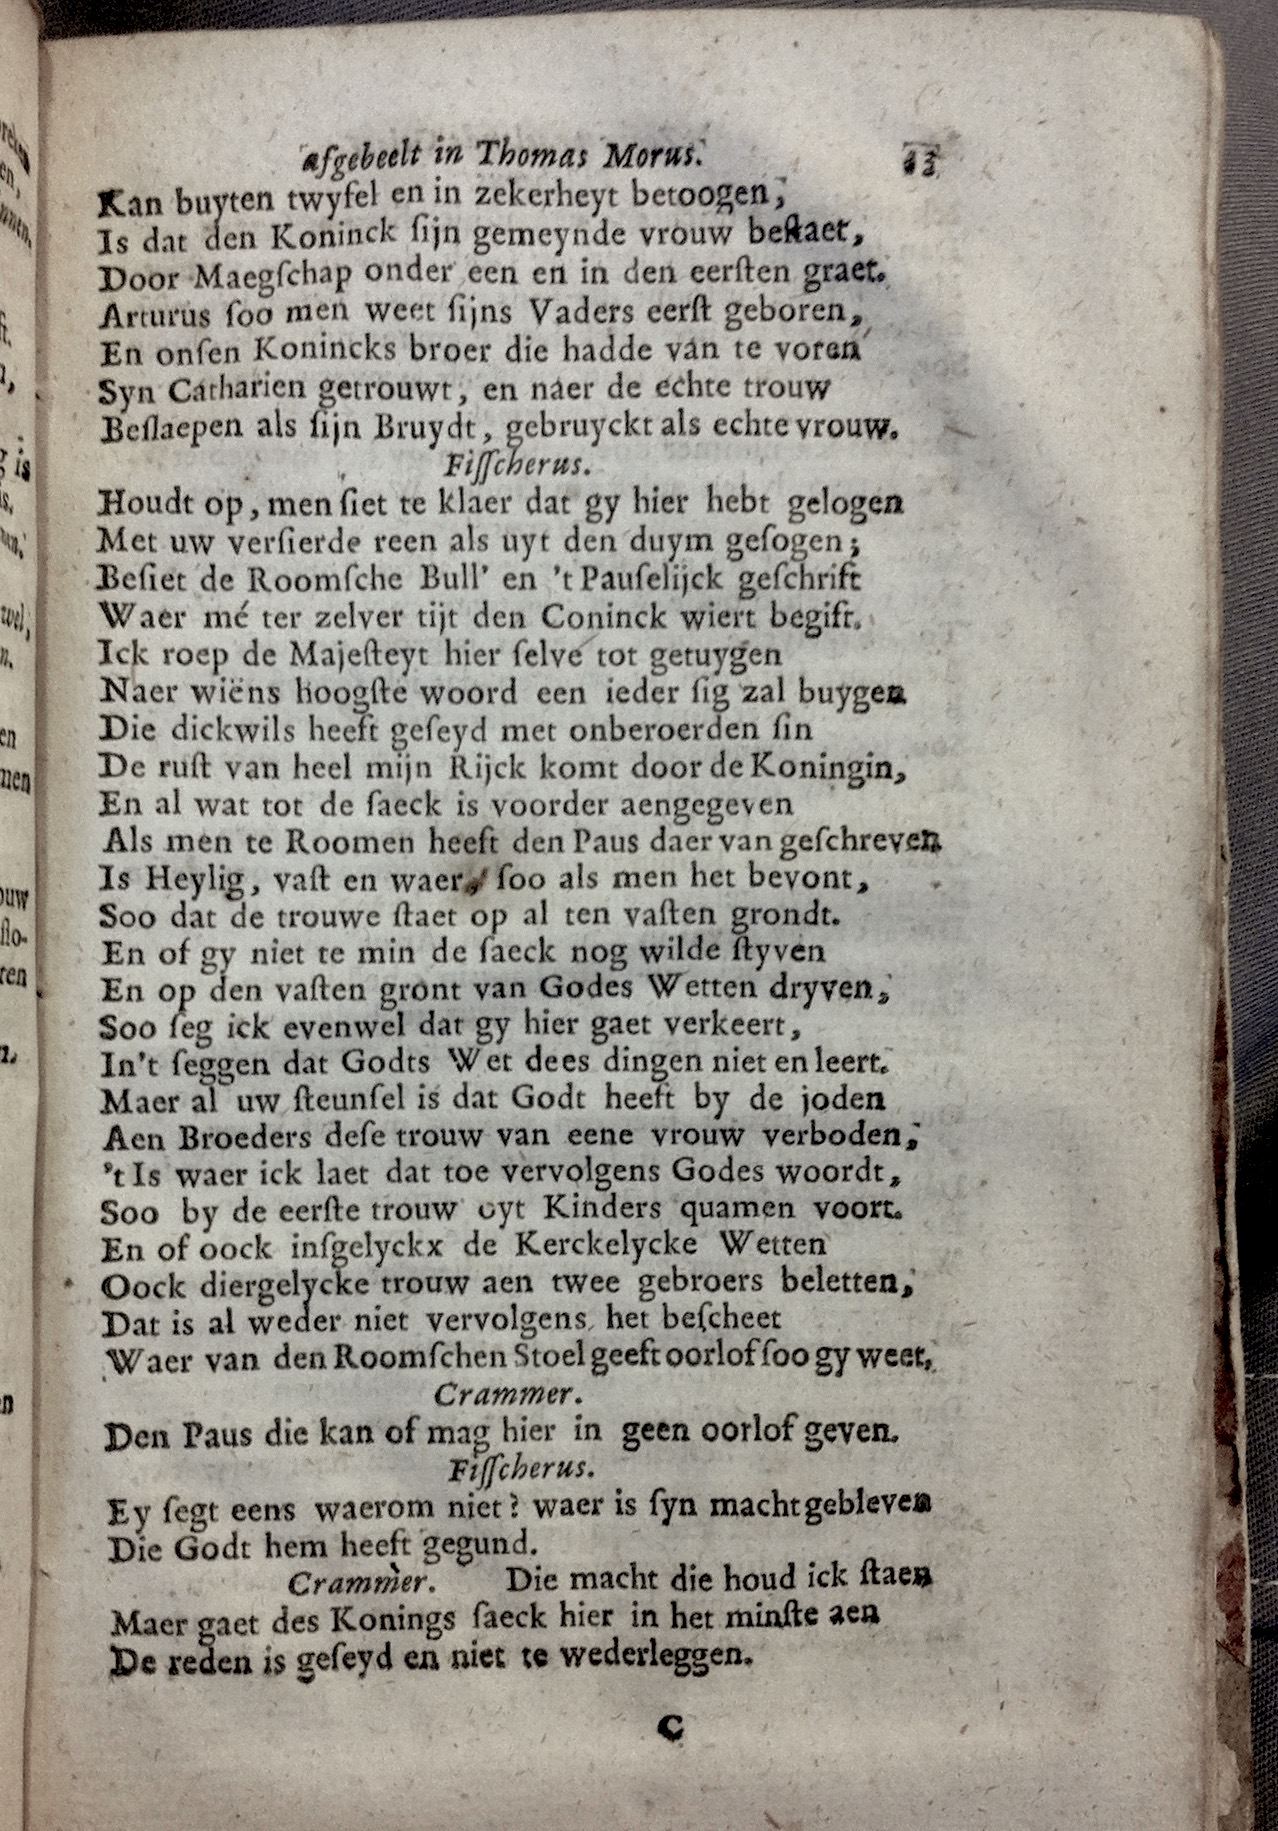 afgebeelt in Thomas Morus. 13
Kan buyten twyfel en in zekerheyt betoogen,
Is dat den Koninck ſijn gemeynde vrouw beſtaet,
Door Maegſchap onder een en in den eerſten graet.
Arturus ſoo men weet ſijns Vaders eerſt geboren,
En onſen Konincks broer die hadde van te voren
Syn Catharien getrouwt, en naer de echte trouw
Beſlaepen als ſijn Bruydt, gebruyckt als echte vrouw.
Fiſſcherus.
Houdt op, men ſiet te klaer dat gy hier hebt gelogen
Met uw verſierde reen als uyt den duym geſogen;
Beſiet de Roomſche Bull' en 't Pauſelijck geſchrift
Waer mé ter zelver tijt den Coninck wiert begift.
Ick roep de Majeſteyt hier ſelve tot getuygen
Naer wiëns hoogſte woord een ieder ſig zal buygen
Die dickwils heeft geſeyd met onberoerden ſin
De ruſt van heel mijn Rijck komt door de Koningin,
En al wat tot de ſaeck is voorder aengegeven
Als men te Roomen heeft den Paus daer van geſchreven
Is Heylig, vaſt en waer, ſoo als men het bevont,
Soo dat de trouwe ſtaet op al ten vaſten grondt.
En of gy niet te min de ſaeck nog wilde ſtyven
En op den vaſten gront van Godes Wetten dryven,
Soo ſeg ick evenwel dat gy hier gaet verkeert,
In't ſeggen dat Godts Wet dees dingen niet en leert.
Maer al uw ſteunſel is dat Godt heeft by de joden
Aen Broeders deſe trouw van eene vrouw verboden,
't Is waer ick laet dat toe vervolgens Godes woordt,
Soo by de eerſte trouw oyt Kinders quamen voort.
En of oock inſgelyckx de Kerckelycke Wetten
Oock diergelycke trouw aen twee gebroers beletten,
Dat is al weder niet vervolgens het beſcheet
Waer van den Roomſchen Stoel geeft oorlof ſoo gy weet.
Crammer.
Den Paus die kan of mag hier in geen oorlof geven.
Fiſſcherus.
Ey ſegt eens waerom niet? waer is ſyn macht gebleven
Die Godt hem heeft gegund.
Crammer. Die macht die houd ick ſtaen
Maer gaet des Konings ſaeck hier in het minſte aen
De reden is geſeyd en niet te wederleggen.
C